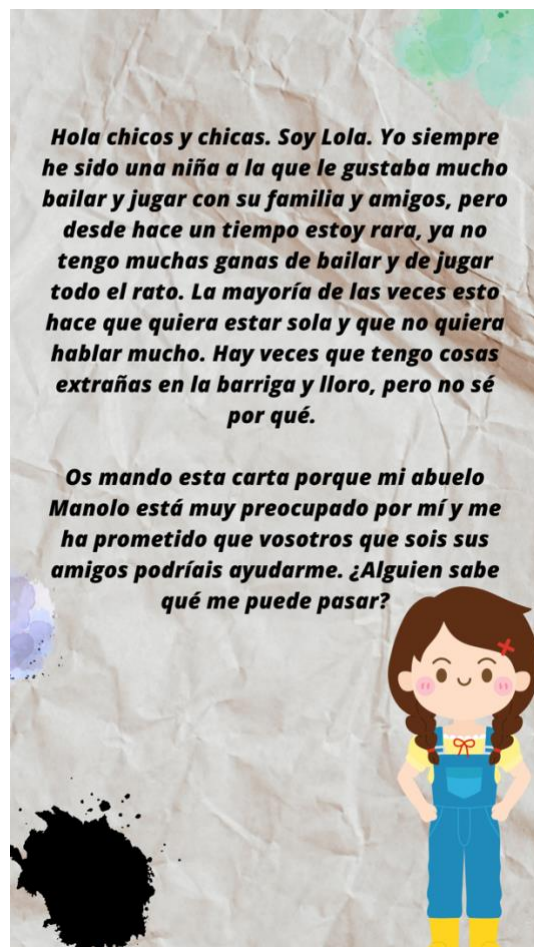 Hola chicos y chicas. Soy Lola. Yo siempre
he sido una niña a la que le gustaba mucho
bailar y jugar con su familia y amigos, pero
desde hace un tiempo estoy rara, ya no
tengo muchas ganas de bailar y de jugar
todo el rato. La mayoría de las veces esto
hace que quiera estar sola y que no quiera
hablar mucho. Hay veces que tengo cosas
extrañas en la barriga y lloro, pero no sé
por qué.
Os mando esta carta porque mi abuelo
Manolo está muy preocupado por mí y me
ha prometido que vosotros que sois sus
amigos podríais ayudarme. ¿Alguien sabe
qué me puede pasar?